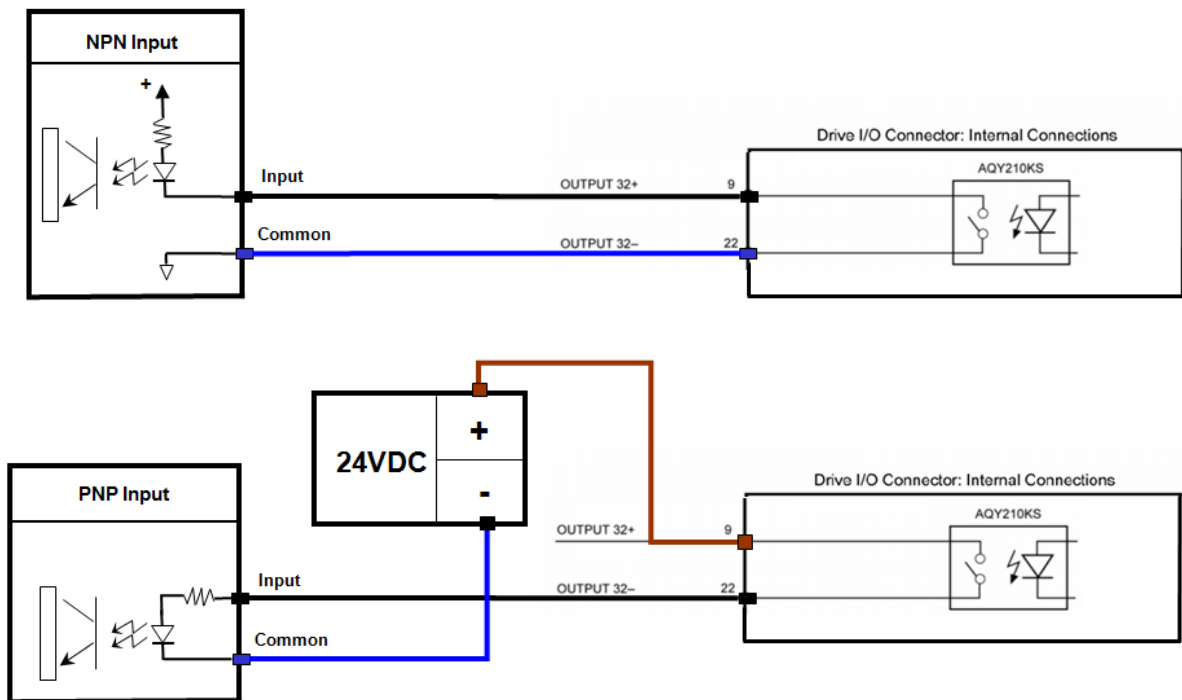 NPN Input
+
Input
Common
OUTPUT 32+
9
OUTPUT 32–
22
Drive I/O Connector: Internal Connections
AQY210KS
24VDC
+
-
PNP Input
Input
Common
OUTPUT 32+
9
OUTPUT 32–
22
Drive I/O Connector: Internal Connections
AQY210KS